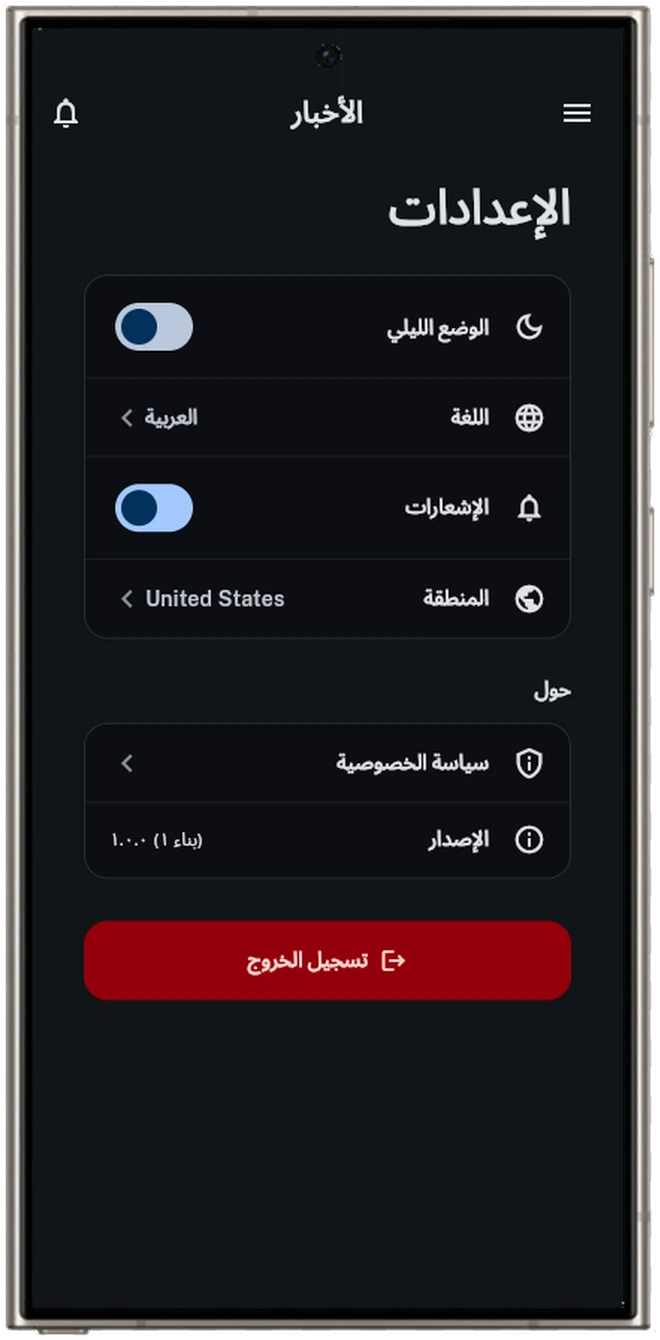 الأخبار
الإعدادات
الوضع الليلي
اللغة العربية
الإشعارات
المنطقة United States
حول
سياسة الخصوصية
الإصدار ١.٠.٠ (بناء ١)
تسجيل الخروج